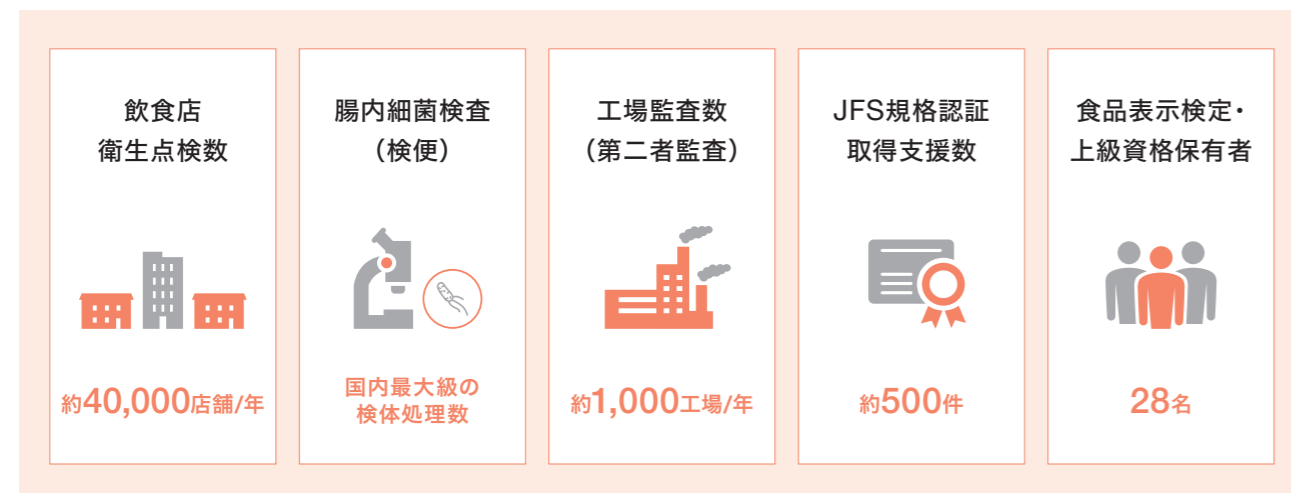 飲食店
衛生点検数
約40,000店舗/年
腸内細菌検査
（検便）
国内最大級の
検体処理数
工場監査数
（第二者監査）
約1,000工場/年
JFS規格認証
取得支援数
約500件
食品表示検定・
上級資格保有者
28名